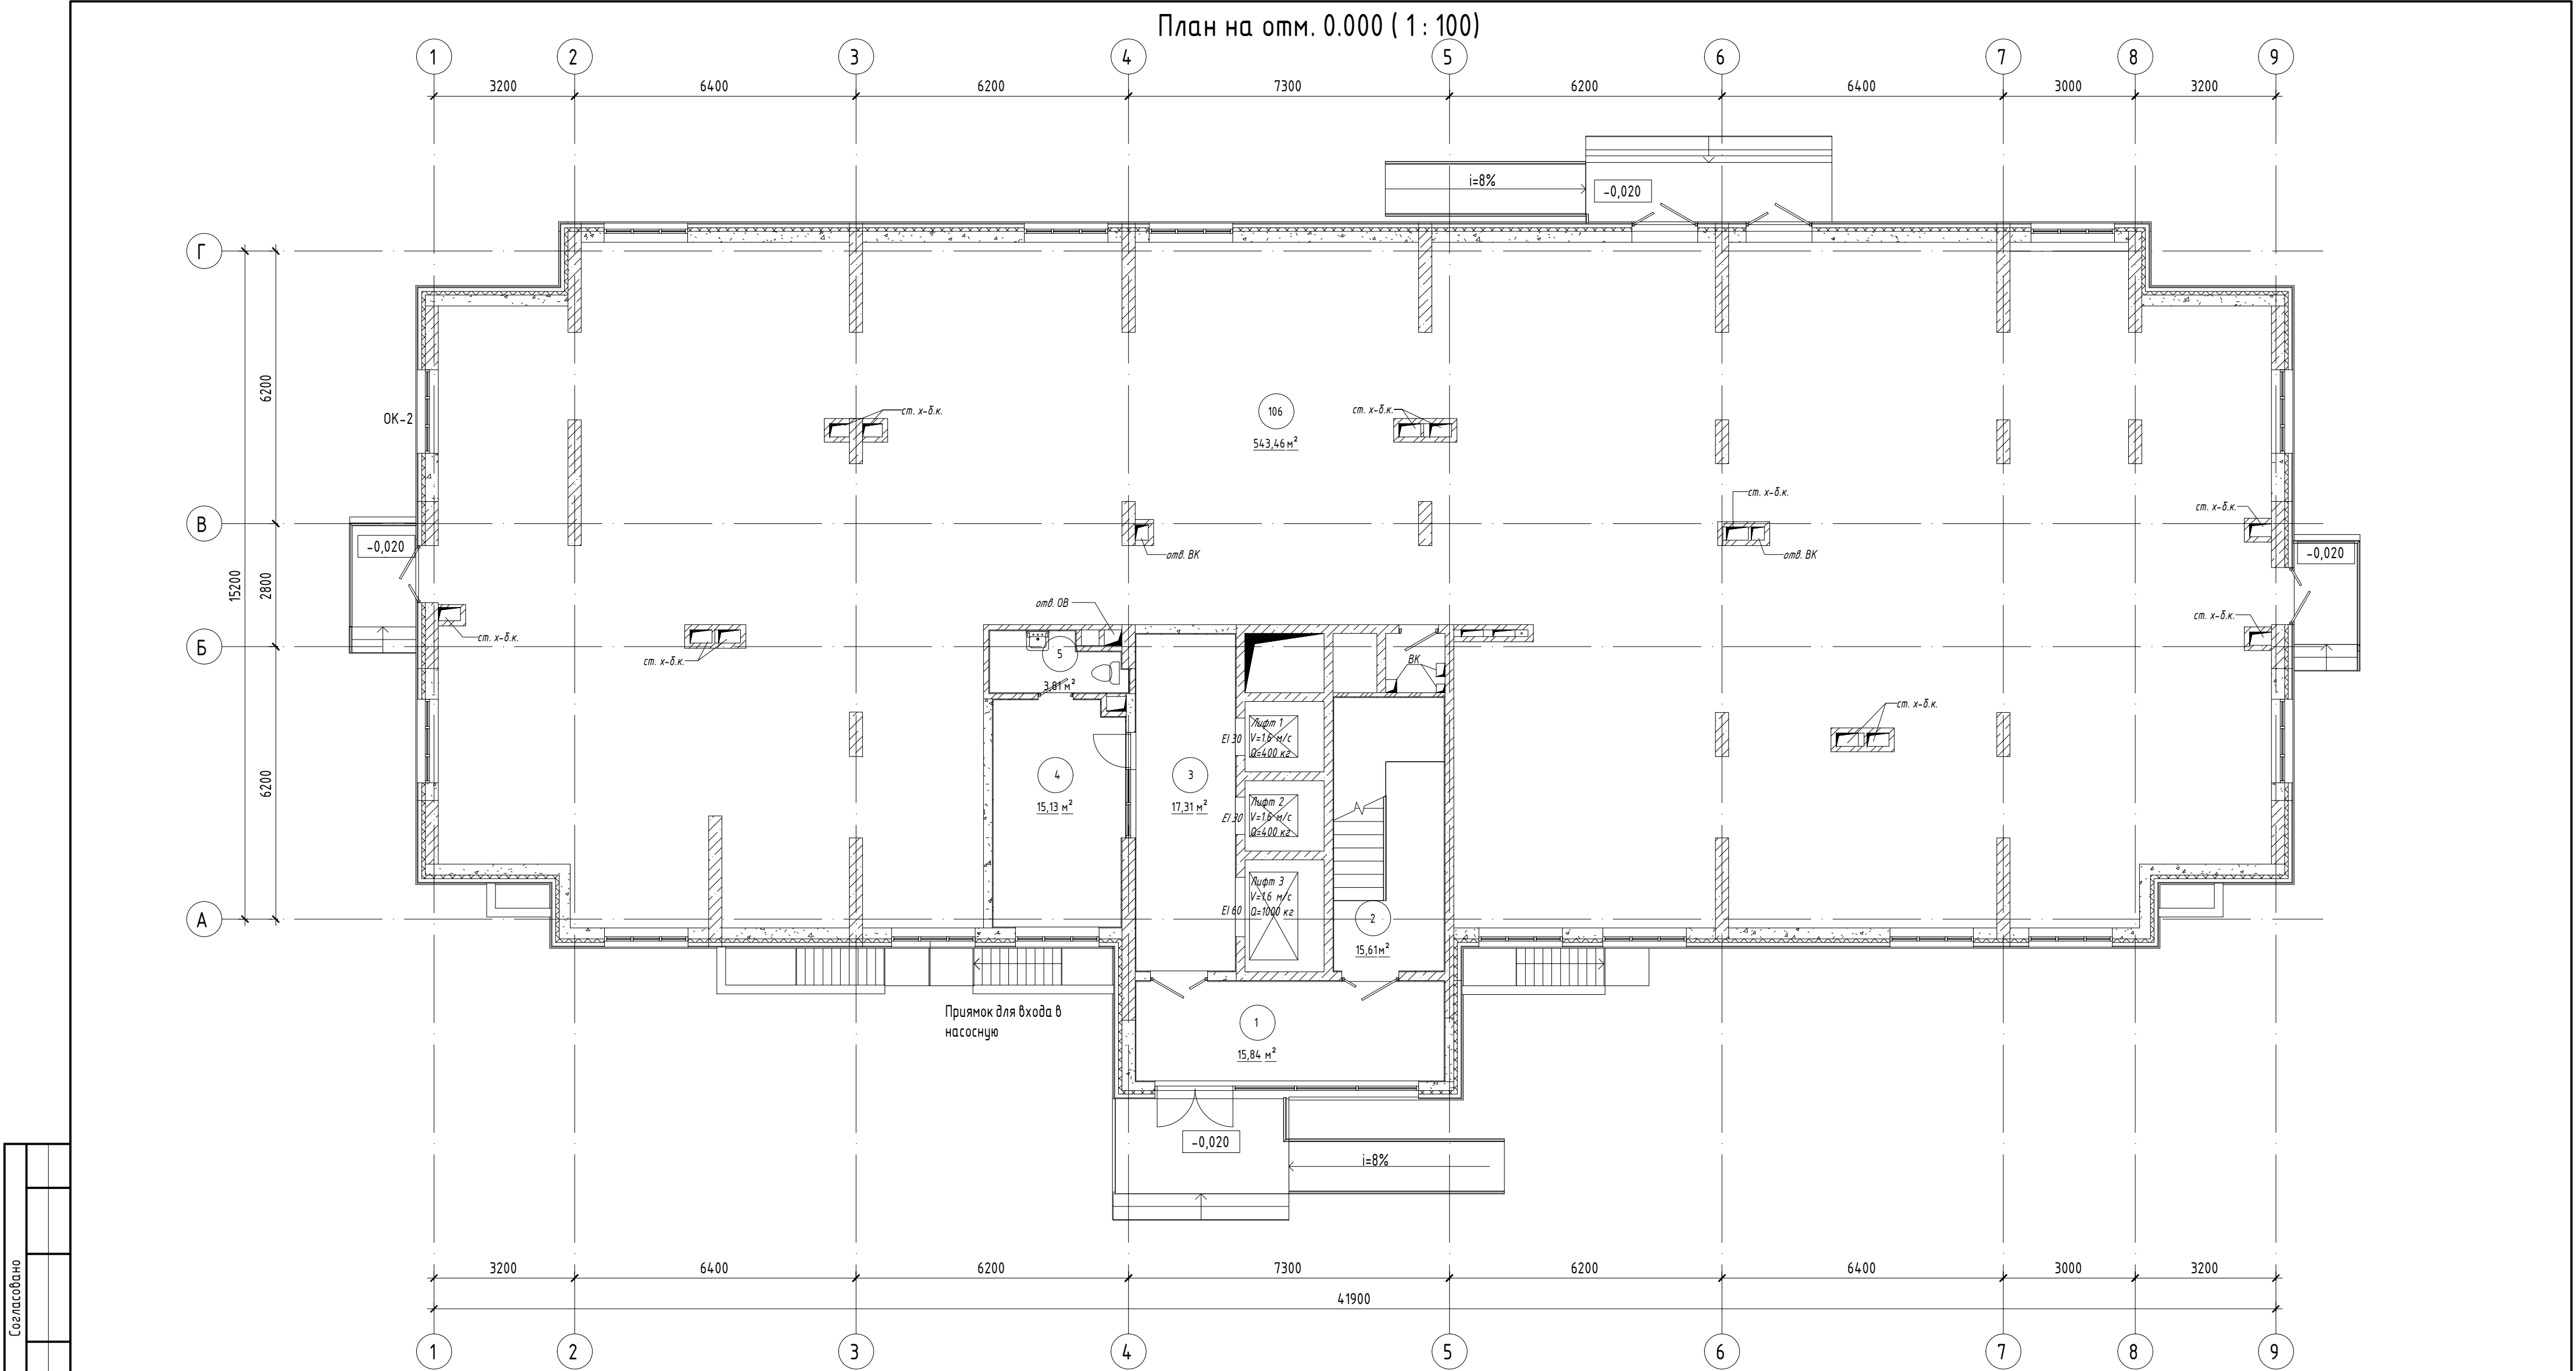 План на отм. 0.000 ( 1 : 100)
1 2 3 4 5 6 7 8 9
3200 6400 6200 7300 6200 6400 3000 3200
i=8%
-0,020
Г
6200
ОК-2
ст. х-б.к.
106
543,46 м²
ст. х-б.к.
ст. х-б.к.
ст. х-б.к.
В
-0,020
отв. ВК
отв. ВК
-0,020
15200
2800
отв. ОВ
ст. х-б.к.
ст. х-б.к.
Б
ст. х-б.к.
5
3,81 м²
ВК
ст. х-б.к.
6200
Лифт 1
EI 30 V=1.6 м/с
Q=400 кг
4
15,13 м²
3
17,31 м²
Лифт 2
EI 30 V=1.6 м/с
Q=400 кг
Лифт 3
V=1.6 м/с
EI 60 Q=1000 кг
А
2
15,61м²
Приямок для входа в
насосную
1
15,84 м²
-0,020
i=8%
Согласовано
3200 6400 6200 7300 6200 6400 3000 3200
41900
1 2 3 4 5 6 7 8 9